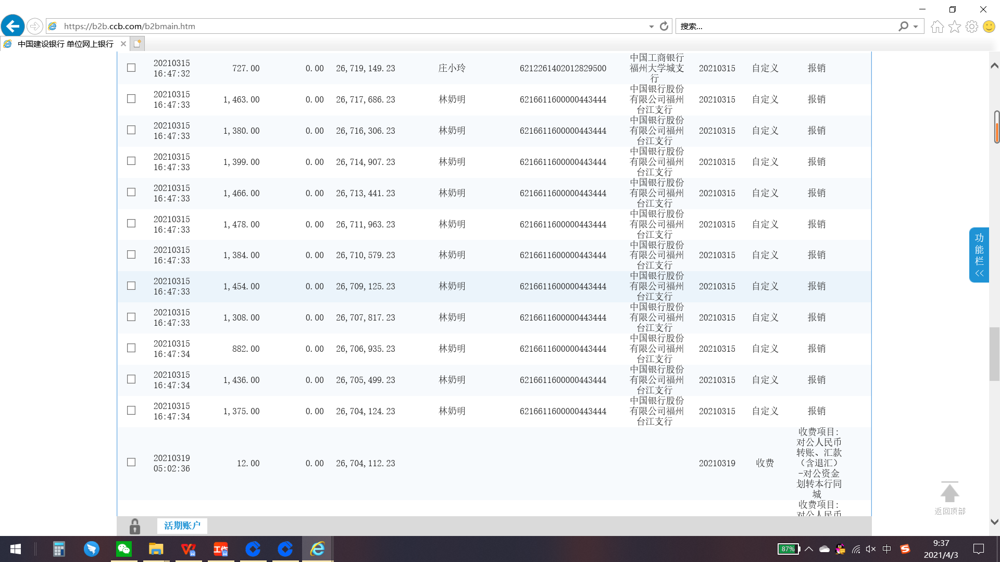 https://b2b.ccb.com/b2bmain.htm
搜索...
中国建设银行 单位网上银行
中国工商银行
20210315 727.00 0.00 26,719,149.23 庄小玲 6212261402012829500 福州大学城支 20210315 自定义 报销
16:47:32 行
中国银行股份
20210315 1,463.00 0.00 26,717,686.23 林奶明 6216611600000443444 有限公司福州 20210315 自定义 报销
16:47:33 台江支行
中国银行股份
20210315 1,380.00 0.00 26,716,306.23 林奶明 6216611600000443444 有限公司福州 20210315 自定义 报销
16:47:33 台江支行
中国银行股份
20210315 1,399.00 0.00 26,714,907.23 林奶明 6216611600000443444 有限公司福州 20210315 自定义 报销
16:47:33 台江支行
中国银行股份
20210315 1,466.00 0.00 26,713,441.23 林奶明 6216611600000443444 有限公司福州 20210315 自定义 报销
16:47:33 台江支行
中国银行股份
20210315 1,478.00 0.00 26,711,963.23 林奶明 6216611600000443444 有限公司福州 20210315 自定义 报销
16:47:33 台江支行
中国银行股份
20210315 1,384.00 0.00 26,710,579.23 林奶明 6216611600000443444 有限公司福州 20210315 自定义 报销
16:47:33 台江支行
中国银行股份
20210315 1,454.00 0.00 26,709,125.23 林奶明 6216611600000443444 有限公司福州 20210315 自定义 报销
16:47:33 台江支行
中国银行股份
20210315 1,308.00 0.00 26,707,817.23 林奶明 6216611600000443444 有限公司福州 20210315 自定义 报销
16:47:33 台江支行
中国银行股份
20210315 882.00 0.00 26,706,935.23 林奶明 6216611600000443444 有限公司福州 20210315 自定义 报销
16:47:34 台江支行
中国银行股份
20210315 1,436.00 0.00 26,705,499.23 林奶明 6216611600000443444 有限公司福州 20210315 自定义 报销
16:47:34 台江支行
中国银行股份
20210315 1,375.00 0.00 26,704,124.23 林奶明 6216611600000443444 有限公司福州 20210315 自定义 报销
16:47:34 台江支行
收费项目:
对公人民币
转账、汇款
20210319 12.00 0.00 26,704,112.23 20210319 收费 （含退汇）
05:02:36 -对公资金
划转本行同
城
收费项目:
对公人民币
功
能
栏
<<
返回顶部
活期账户
工作
87%
中
9:37
2021/4/3